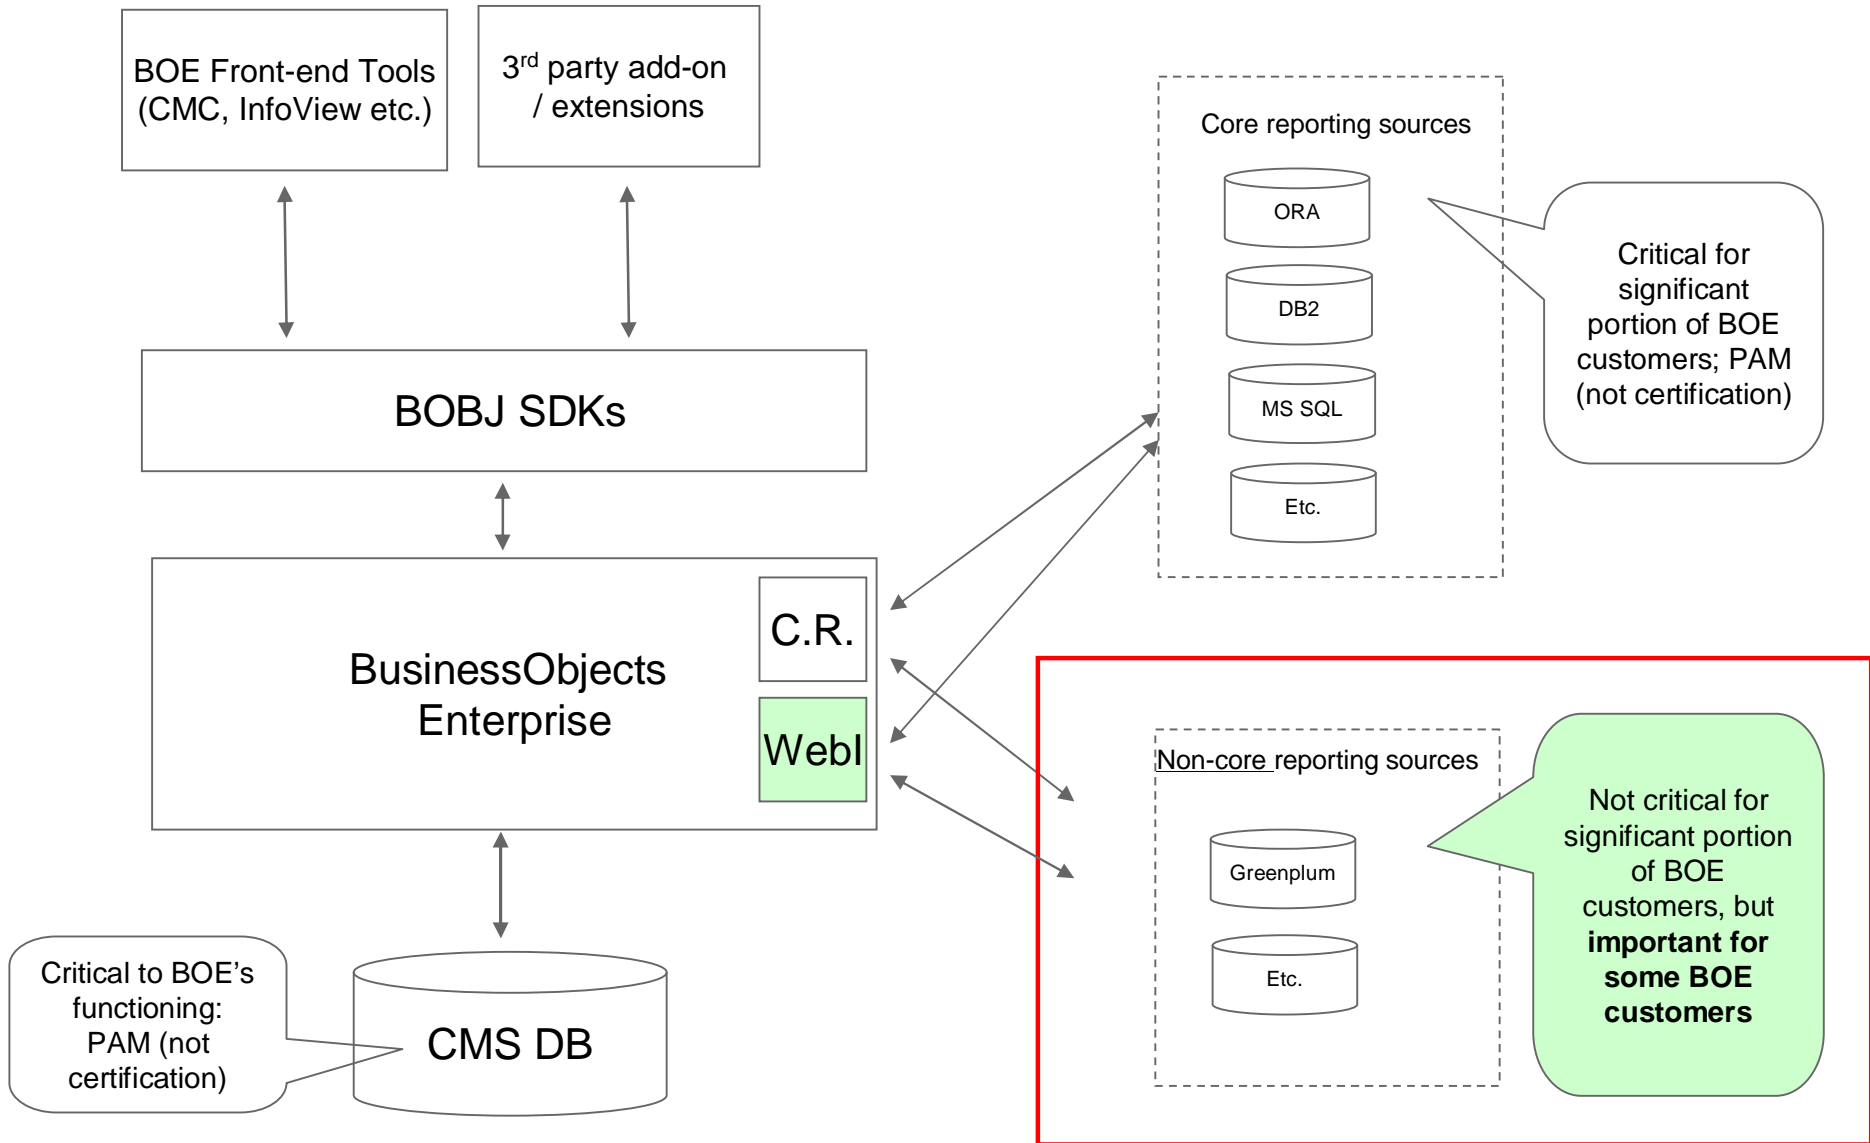 BOE Front-end Tools
(CMC, InfoView etc.)
3rd party add-on
/ extensions
BOBJ SDKs
BusinessObjects
Enterprise
C.R.
WebI
CMS DB
Critical to BOE’s
functioning:
PAM (not
certification)
Core reporting sources
ORA
DB2
MS SQL
Etc.
Critical for
significant
portion of BOE
customers; PAM
(not certification)
Non-core reporting sources
Greenplum
Etc.
Not critical for
significant portion
of BOE
customers, but
important for
some BOE
customers